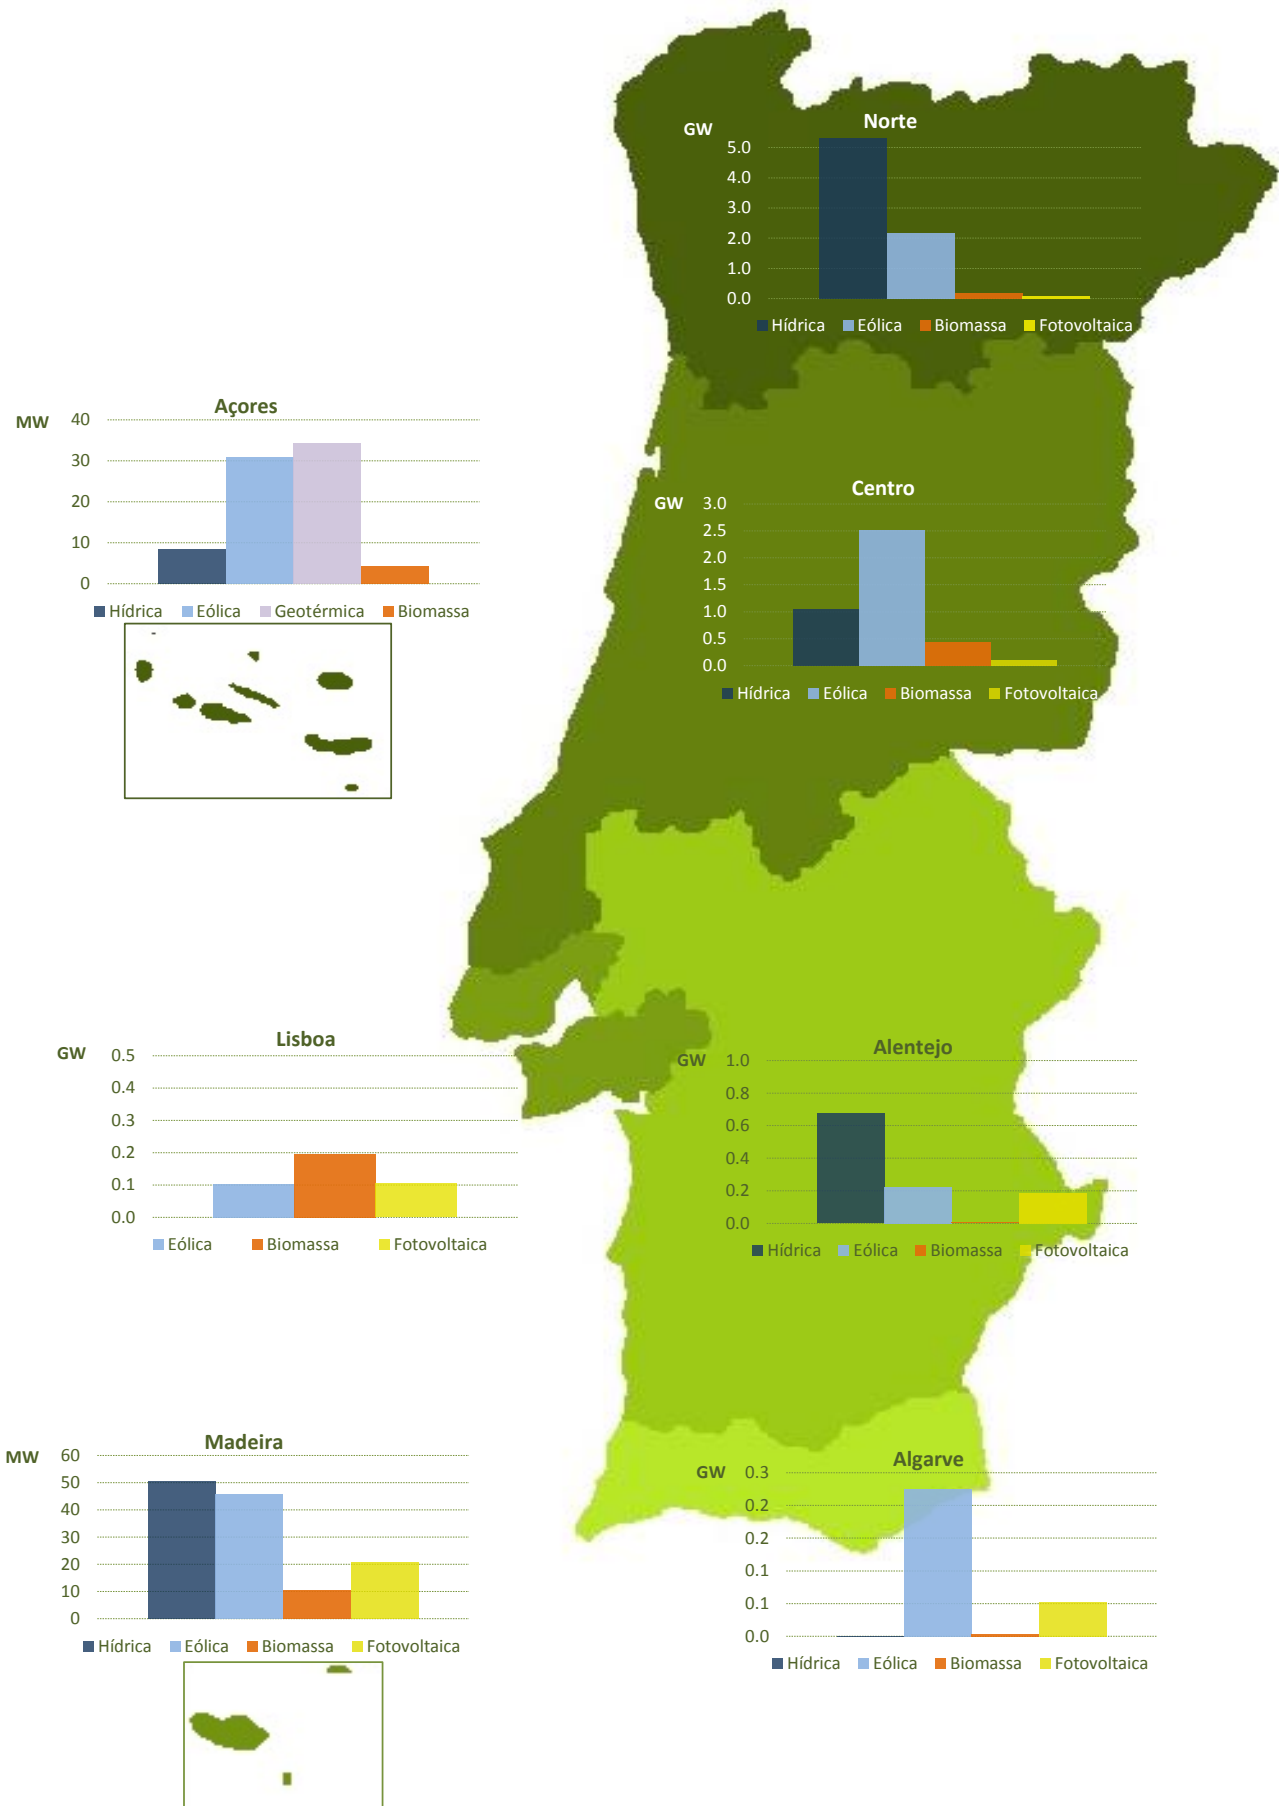 Norte
GW
5.0
4.0
3.0
2.0
1.0
0.0
Hídrica Eólica Biomassa Fotovoltaica
Açores
MW
40
30
20
10
0
Hídrica Eólica Geotérmica Biomassa
Centro
GW
3.0
2.5
2.0
1.5
1.0
0.5
0.0
Hídrica Eólica Biomassa Fotovoltaica
Lisboa
GW
0.5
0.4
0.3
0.2
0.1
0.0
Eólica Biomassa Fotovoltaica
Alentejo
GW
1.0
0.8
0.6
0.4
0.2
0.0
Hídrica Eólica Biomassa Fotovoltaica
Madeira
MW
60
50
40
30
20
10
0
Hídrica Eólica Biomassa Fotovoltaica
Algarve
GW
0.3
0.2
0.2
0.1
0.1
0.0
Hídrica Eólica Biomassa Fotovoltaica